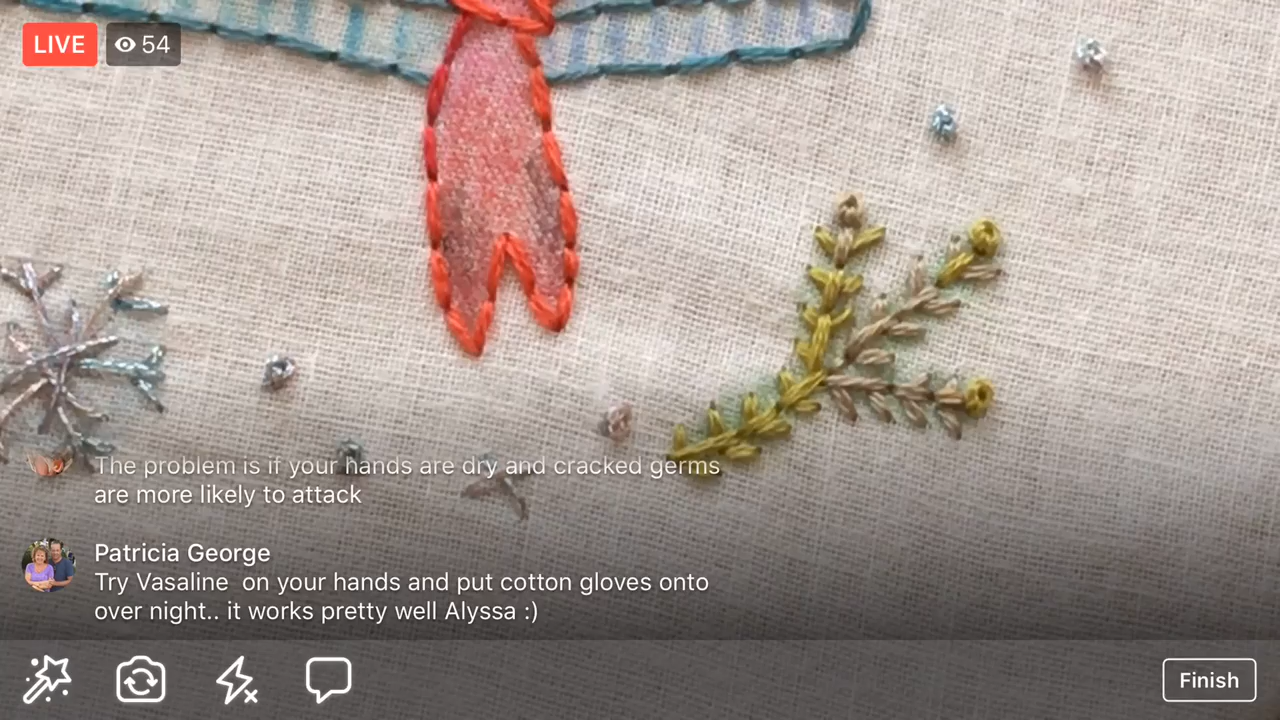 LIVE 54
The problem is if your hands are dry and cracked germs
are more likely to attack
Patricia George
Try Vasaline on your hands and put cotton gloves onto
over night.. it works pretty well Alyssa :)
Finish